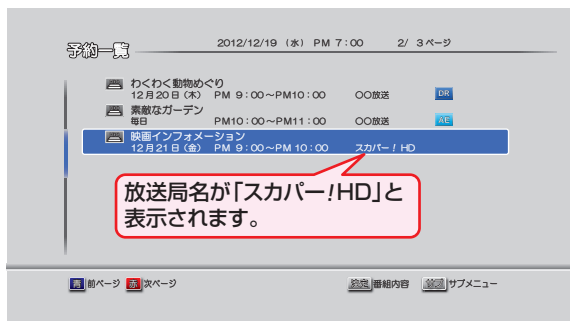 予約一覧 2012/12/19（水）PM 7：00 2/ 3ページ
わくわく動物めぐり
12月20日（木） PM 9：00～PM10：00 〇〇放送 DR
素敵なガーデン
毎日 PM10：00～PM11：00 〇〇放送 AE
映画インフォメーション
12月21日（金） PM 9：00～PM 10：00 スカパー！HD
放送局名が「スカパー!HD」と
表示されます。
青 前ページ 赤 次ページ 決定 番組内容 サブメニュー